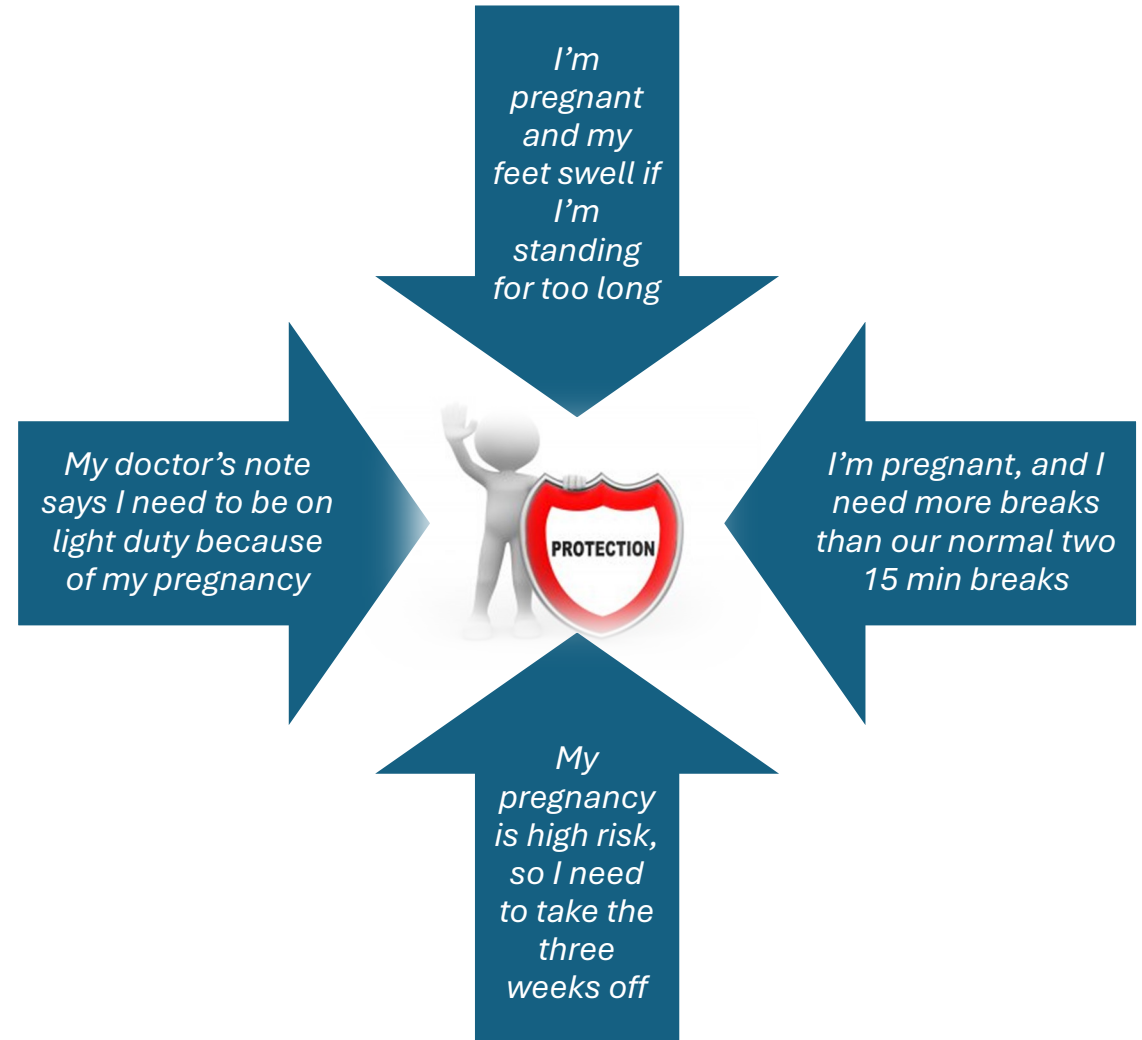 I’m
pregnant
and my
feet swell if
I’m
standing
for too long
My doctor’s note
says I need to be on
light duty because
of my pregnancy
PROTECTION
I’m pregnant, and I
need more breaks
than our normal two
15 min breaks
My
pregnancy
is high risk,
so I need
to take the
three
weeks off